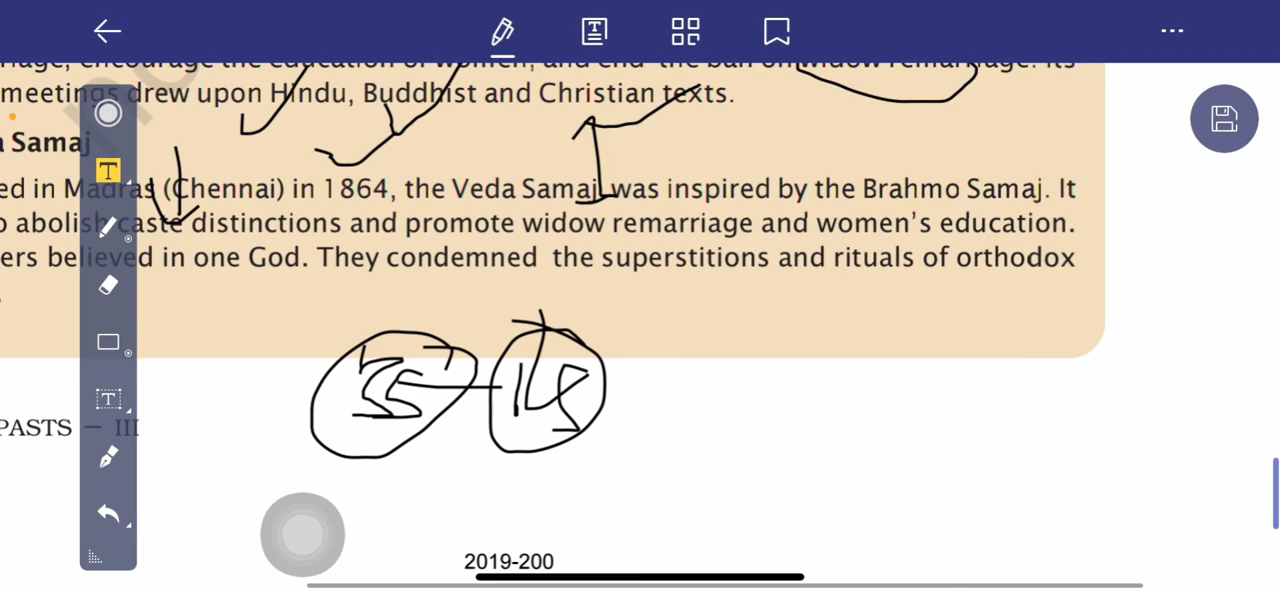 meetings drew upon Hindu, Buddhist and Christian texts.
a Samaj
ed in Madras (Chennai) in 1864, the Veda Samaj was inspired by the Brahmo Samaj. It
o abolish caste distinctions and promote widow remarriage and women's education.
ers believed in one God. They condemned the superstitions and rituals of orthodox
PASTS – III
2019-200